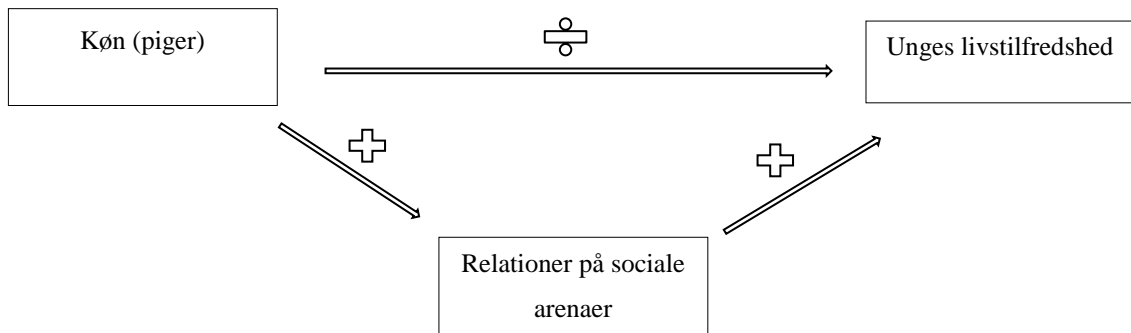 Køn (piger)
Unges livstilfredshed
Relationer på sociale
arenaer